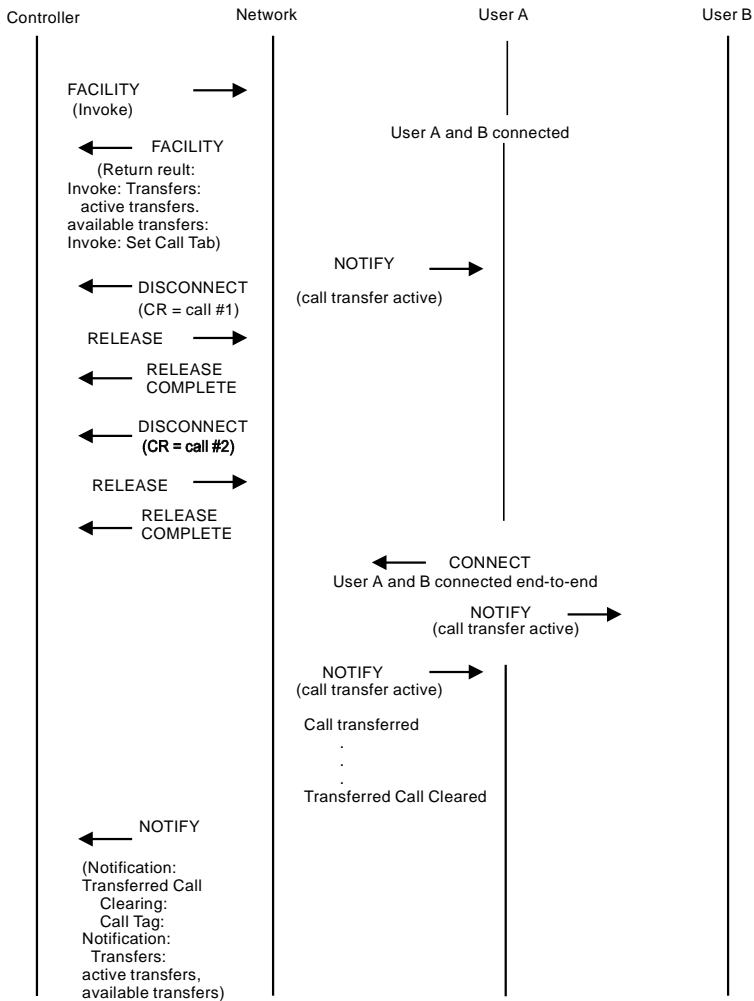 Controller
Network
User A
User B
FACILITY
(Invoke)
User A and B connected
FACILITY
(Return reult:
Invoke: Transfers:
active transfers.
available transfers:
Invoke: Set Call Tab)
NOTIFY
(call transfer active)
DISCONNECT
(CR = call #1)
RELEASE
RELEASE
COMPLETE
DISCONNECT
(CR = call #2)
RELEASE
RELEASE
COMPLETE
CONNECT
User A and B connected end-to-end
NOTIFY
(call transfer active)
NOTIFY
(call transfer active)
Call transferred
.
.
.
Transferred Call Cleared
NOTIFY
(Notification:
Transferred Call
Clearing:
Call Tag:
Notification:
Transfers:
active transfers,
available transfers)